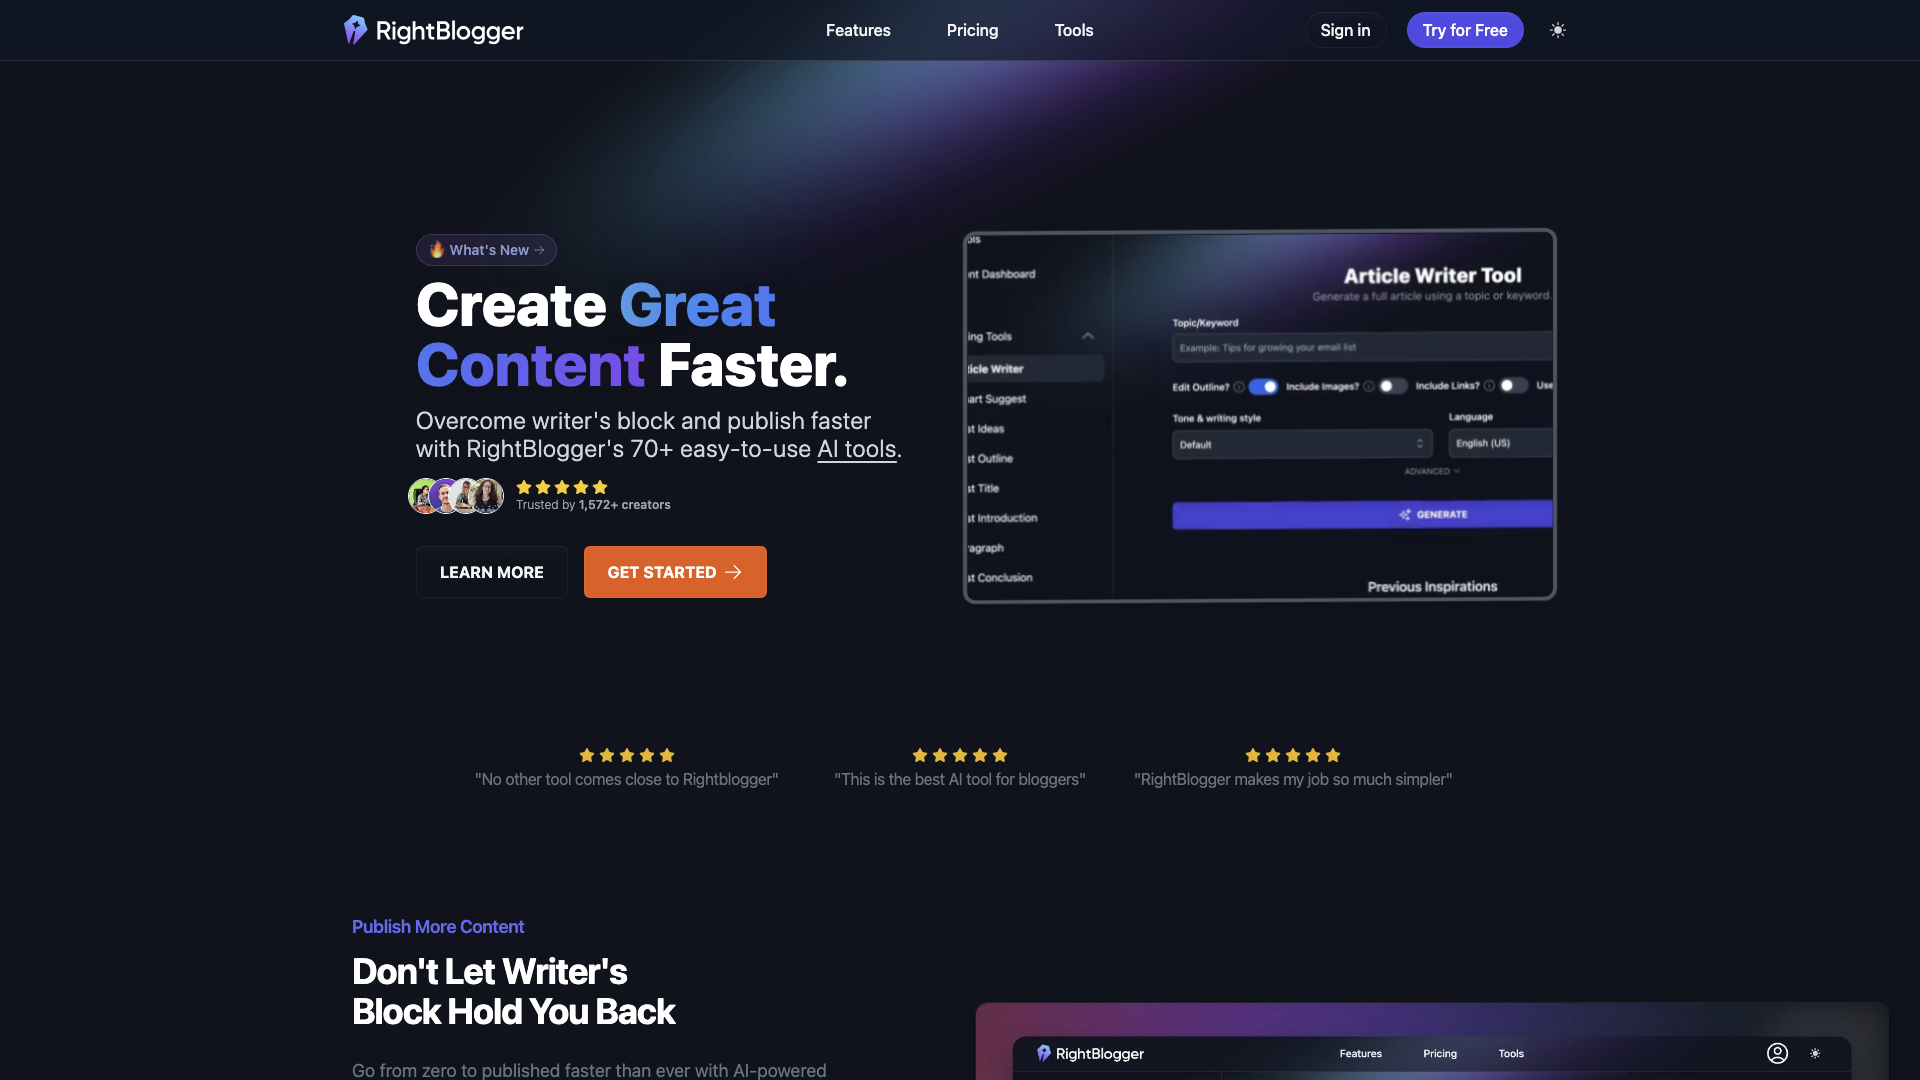 RightBlogger
Features
Pricing
Tools
Sign in
Try for Free
What's New →
Create Great
Content Faster.
Overcome writer's block and publish faster
with RightBlogger's 70+ easy-to-use AI tools.
Trusted by 1,572+ creators
LEARN MORE
GET STARTED →
nt Dashboard
ing Tools
ticle Writer
art Suggest
st Ideas
st Outline
st Title
st Introduction
ragraph
st Conclusion
Article Writer Tool
Generate a full article using a topic or keyword.
Topic/Keyword
Example: Tips for growing your email list
Edit Outline?
Include Images?
Include Links?
Use
Tone & writing style
Language
Default
English (US)
ADVANCED
GENERATE
Previous Inspirations
"No other tool comes close to Rightblogger"
"This is the best AI tool for bloggers"
"RightBlogger makes my job so much simpler"
Publish More Content
Don't Let Writer's
Block Hold You Back
Go from zero to published faster than ever with AI-powered
RightBlogger
Features
Pricing
Tools